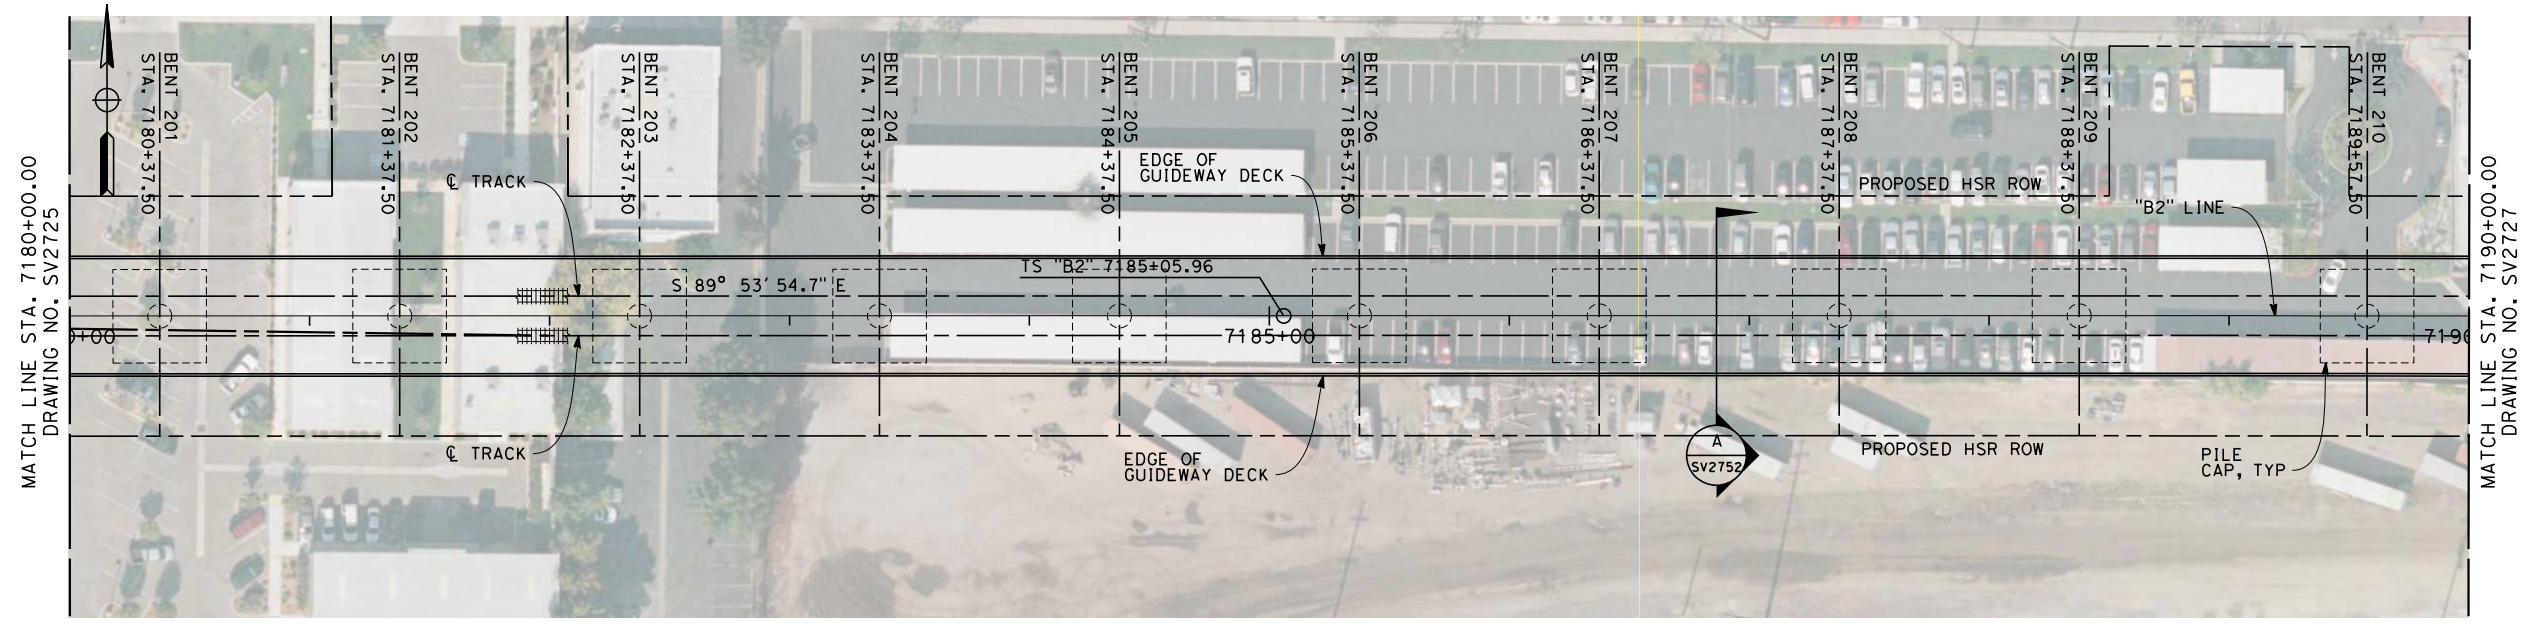 MATCH LINE STA. 7180+00.00
DRAWING NO. SV2725
BENT 201
STA. 7180+37.50
BENT 202
STA. 7181+37.50
BENT 203
STA. 7182+37.50
BENT 204
STA. 7183+37.50
BENT 205
STA. 7184+37.50
BENT 206
STA. 7185+37.50
BENT 207
STA. 7186+37.50
BENT 208
STA. 7187+37.50
BENT 209
STA. 7188+37.50
BENT 210
STA. 7189+57.50
℄ TRACK
EDGE OF
GUIDEWAY DECK
PROPOSED HSR ROW
"B2" LINE
TS "B2" 7185+05.96
S 89° 53' 54.7" E
0+00
7185+00
7190
℄ TRACK
EDGE OF
GUIDEWAY DECK
A
SV2752
PROPOSED HSR ROW
PILE
CAP, TYP
MATCH LINE STA. 7190+00.00
DRAWING NO. SV2727